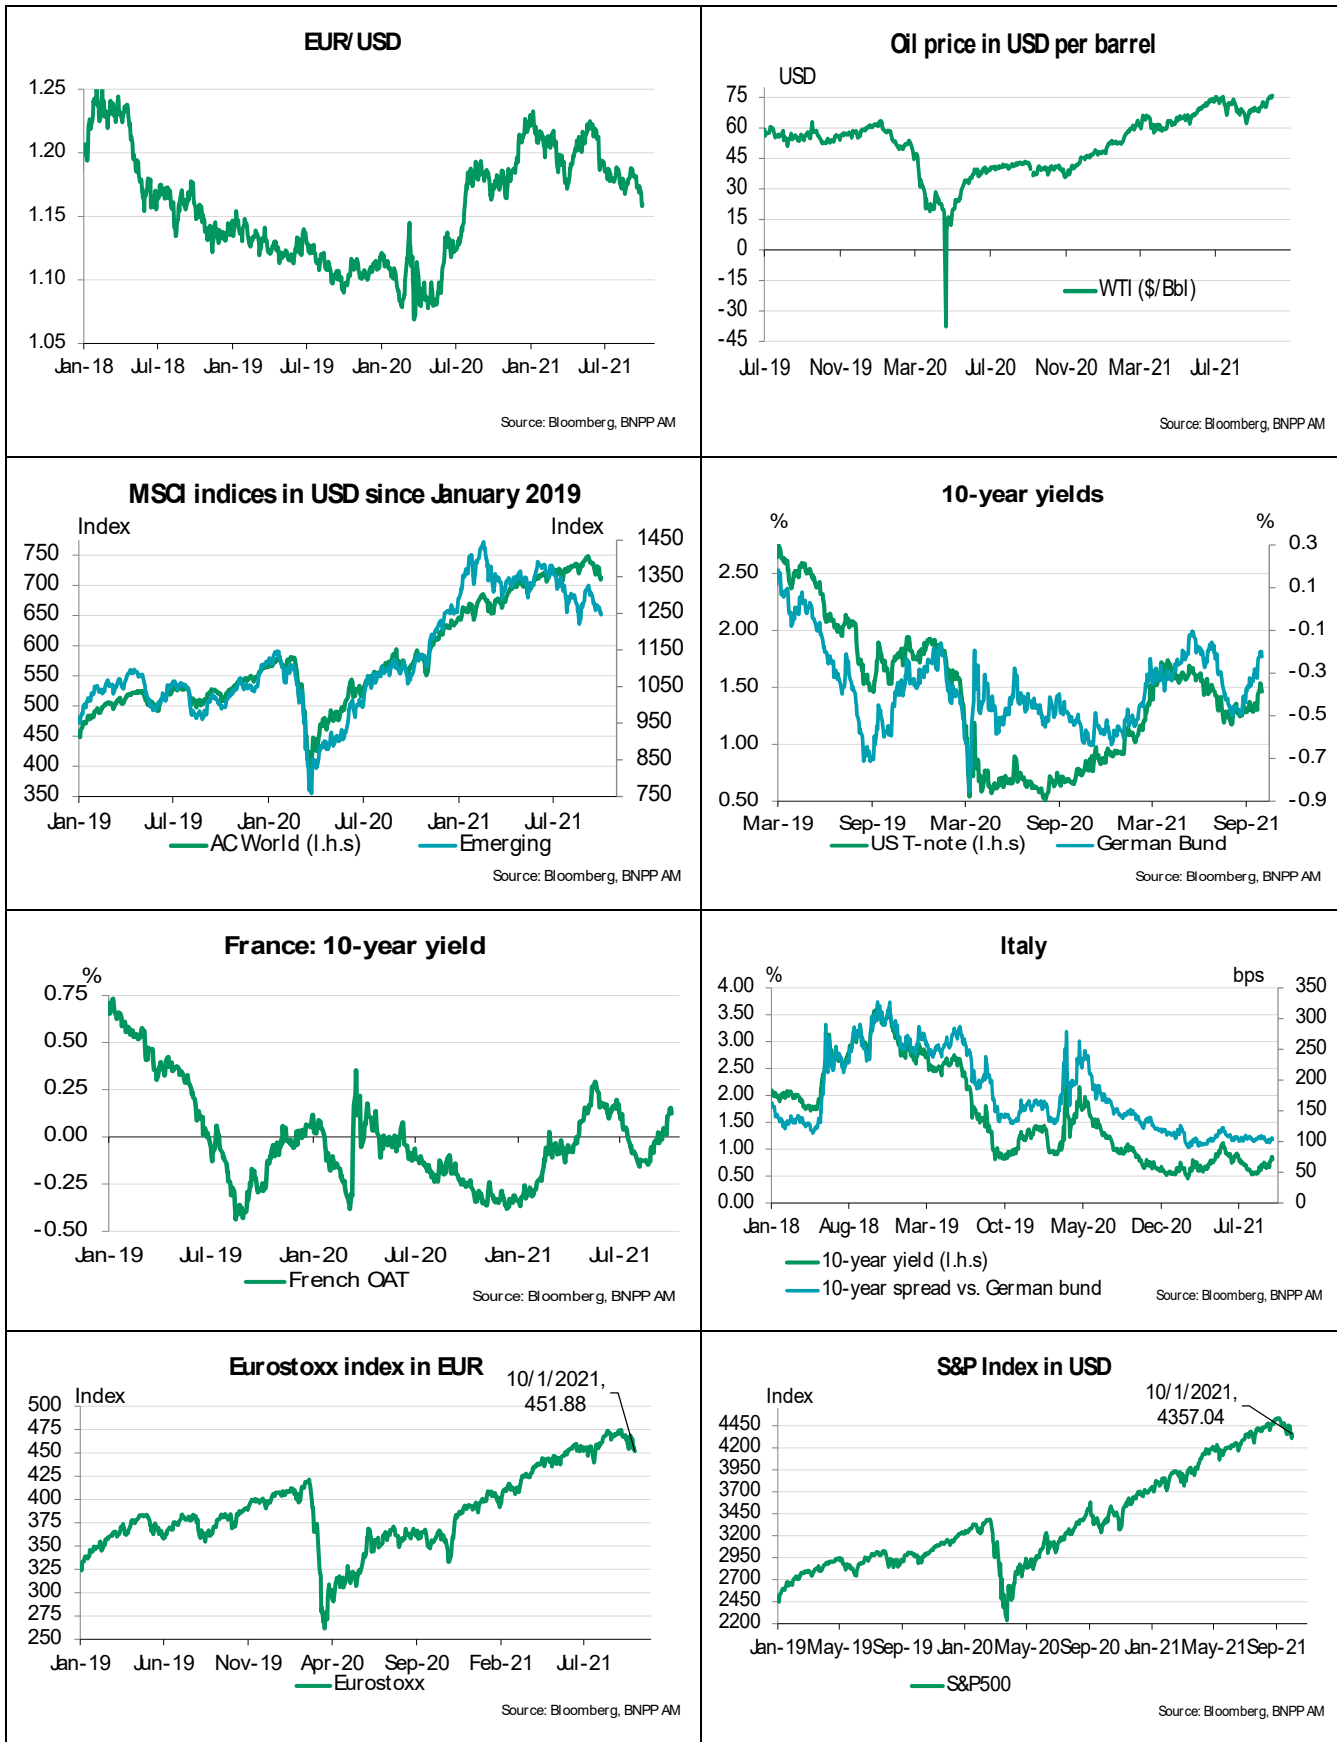 EUR/ USD
1.25
1.20
1.15
1.10
1.05
Jan- 18 Jul- 18 Jan- 19 Jul- 19 Jan- 20 Jul- 20 Jan- 21 Jul- 21
Source: Bloomberg, BNPP AM
Oil price in USD per barrel
USD
75
60
45
30
15
0
-15
-30
-45
WTI ($/Bbl)
Jul- 19 Nov- 19 Mar- 20 Jul- 20 Nov- 20 Mar- 21 Jul- 21
Source: Bloomberg, BNPP AM
MSCI indices in USD since January 2019
Index Index
750
700
650
600
550
500
450
400
350
1450
1350
1250
1150
1050
950
850
750
Jan- 19 Jul- 19 Jan- 20 Jul- 20 Jan- 21 Jul- 21
AC World (l.h.s) Emerging
Source: Bloomberg, BNPP AM
10-year yields
% %
2.50
2.00
1.50
1.00
0.50
0.3
0.1
-0.1
-0.3
-0.5
-0.7
-0.9
Mar- 19 Sep- 19 Mar- 20 Sep- 20 Mar- 21 Sep- 21
US T-note (l.h.s) German Bund
Source: Bloomberg, BNPP AM
France: 10-year yield
%
0.75
0.50
0.25
0.00
-0.25
-0.50
Jan- 19 Jul- 19 Jan- 20 Jul- 20 Jan- 21 Jul- 21
French OAT
Source: Bloomberg, BNPP AM
Italy
% bps
4.00
3.50
3.00
2.50
2.00
1.50
1.00
0.50
0.00
350
300
250
200
150
100
50
0
Jan- 18 Aug- 18 Mar- 19 Oct- 19 May- 20 Dec- 20 Jul- 21
10-year yield (l.h.s)
10-year spread vs. German bund
Source: Bloomberg, BNPP AM
Eurostoxx index in EUR
10/ 1/ 2021,
451.88
Index
500
475
450
425
400
375
350
325
300
275
250
Jan- 19 Jun- 19 Nov- 19 Apr- 20 Sep- 20 Feb- 21 Jul- 21
Eurostoxx
Source: Bloomberg, BNPP AM
S&P Index in USD
10/ 1/ 2021,
4357.04
Index
4450
4200
3950
3700
3450
3200
2950
2700
2450
2200
Jan- 19 May- 19 Sep- 19 Jan- 20 May- 20 Sep- 20 Jan- 21 May- 21 Sep- 21
S&P500
Source: Bloomberg, BNPP AM